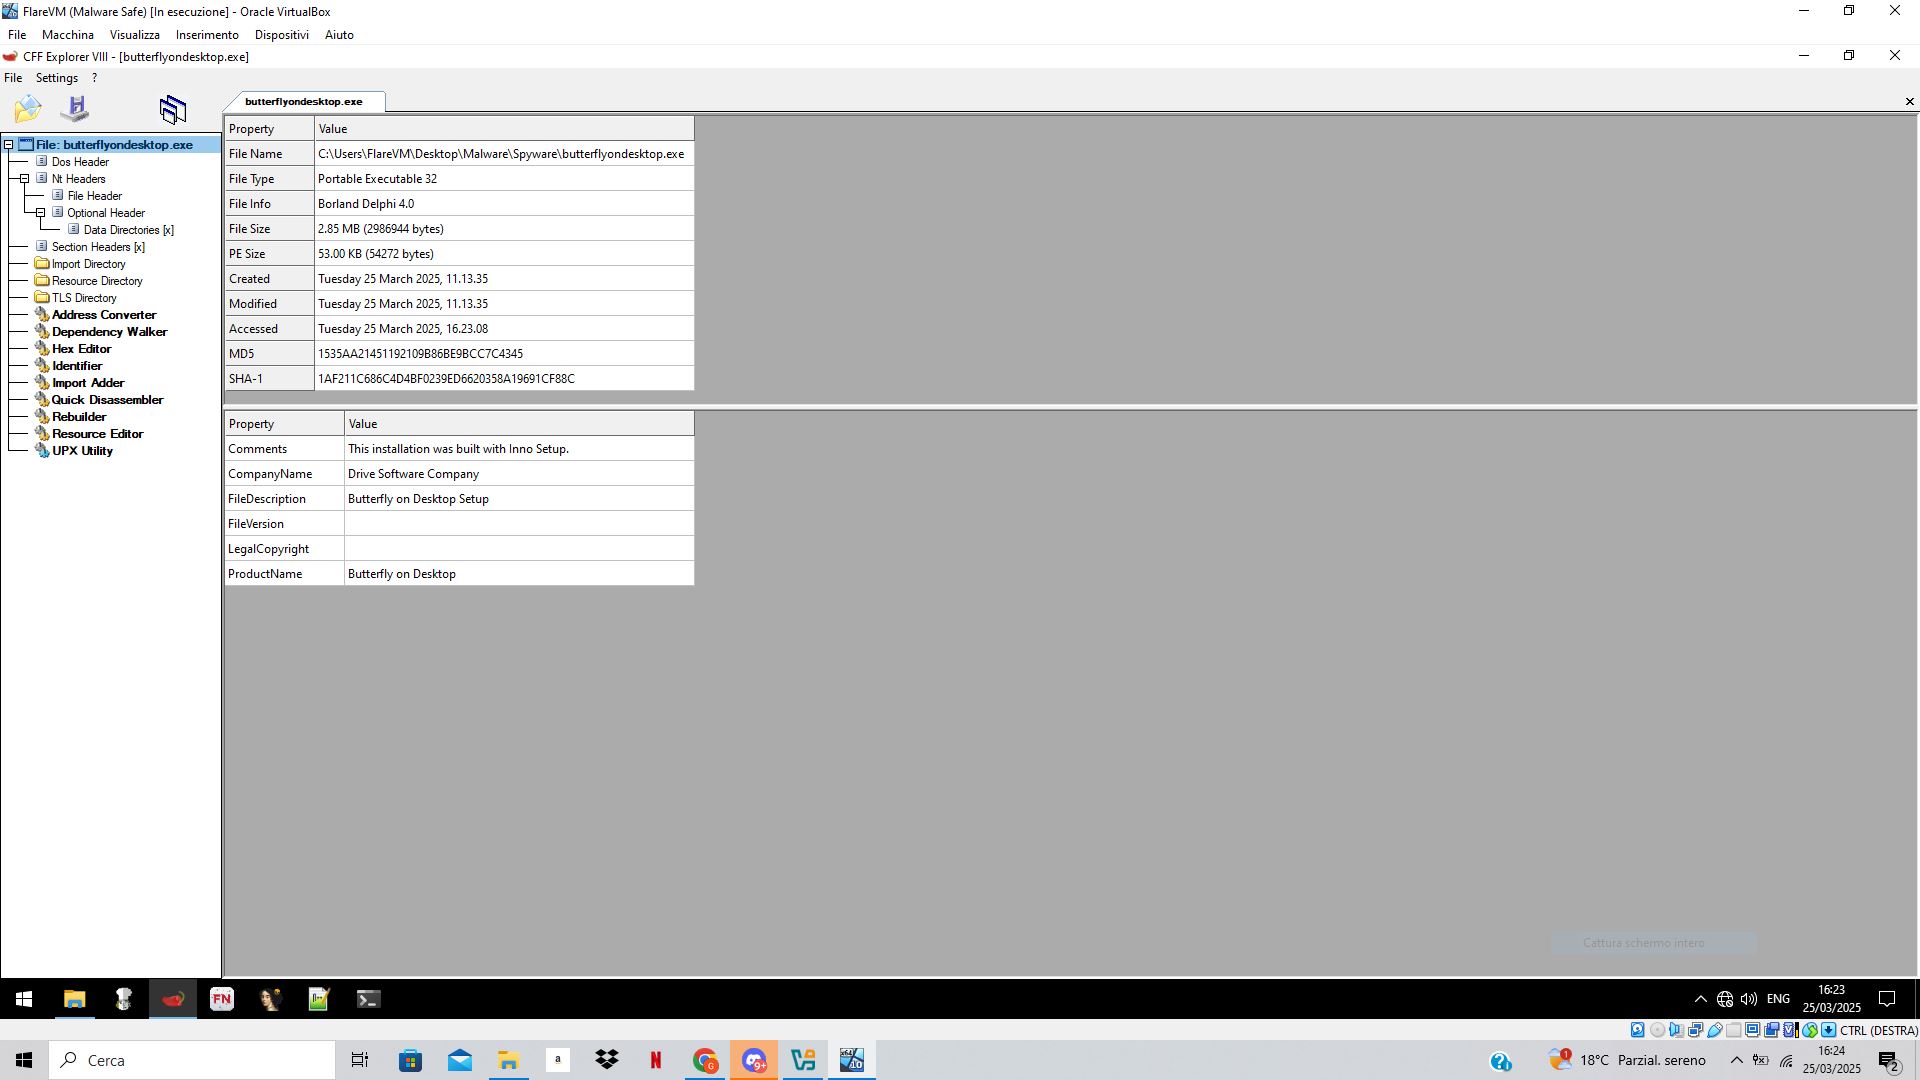 FlareVM (Malware Safe) [In esecuzione] - Oracle VirtualBox
File Macchina Visualizza Inserimento Dispositivi Aiuto
CFF Explorer VIII - [butterflyondesktop.exe]
File Settings ?
butterflyondesktop.exe
File: butterflyondesktop.exe
Dos Header
Nt Headers
File Header
Optional Header
Data Directories [x]
Section Headers [x]
Import Directory
Resource Directory
TLS Directory
Address Converter
Dependency Walker
Hex Editor
Identifier
Import Adder
Quick Disassembler
Rebuilder
Resource Editor
UPX Utility
Property Value
File Name C:\Users\FlareVM\Desktop\Malware\Spyware\butterflyondesktop.exe
File Type Portable Executable 32
File Info Borland Delphi 4.0
File Size 2.85 MB (2986944 bytes)
PE Size 53.00 KB (54272 bytes)
Created Tuesday 25 March 2025, 11.13.35
Modified Tuesday 25 March 2025, 11.13.35
Accessed Tuesday 25 March 2025, 16.23.08
MD5 1535AA21451192109B86BE9BCC7C4345
SHA-1 1AF211C686C4D4BF0239ED6620358A19691CF88C
Property Value
Comments This installation was built with Inno Setup.
CompanyName Drive Software Company
FileDescription Butterfly on Desktop Setup
FileVersion
LegalCopyright
ProductName Butterfly on Desktop
Cattura schermo intero
FN
ENG
16:23
25/03/2025
CTRL (DESTRA)
Cerca
a
N
G
9+
x64
10
1
18°C Parzial. sereno
16:24
25/03/2025
2